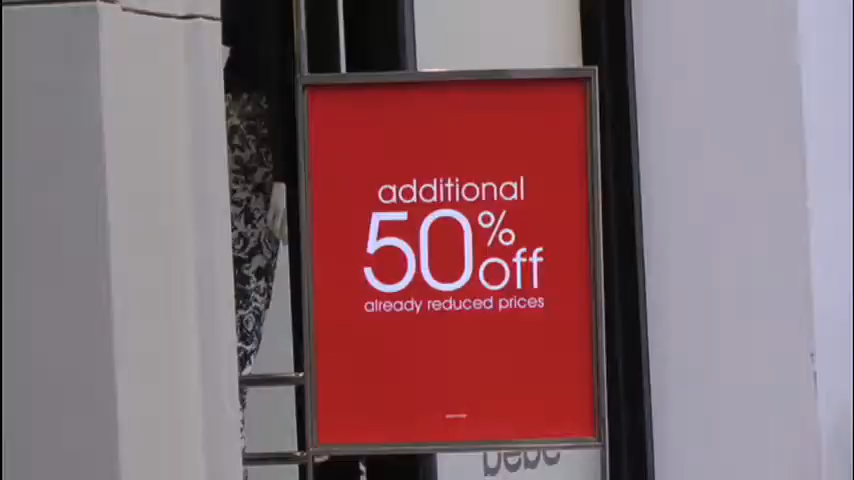 additional
50%
off
already reduced prices
bebe